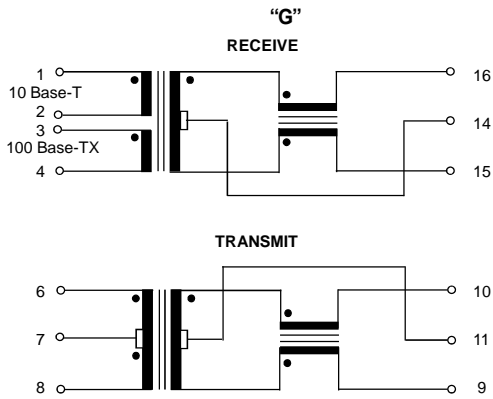 “G”
RECEIVE
1
16
10 Base-T
2
14
3
100 Base-TX
4
15
TRANSMIT
6
10
7
11
8
9